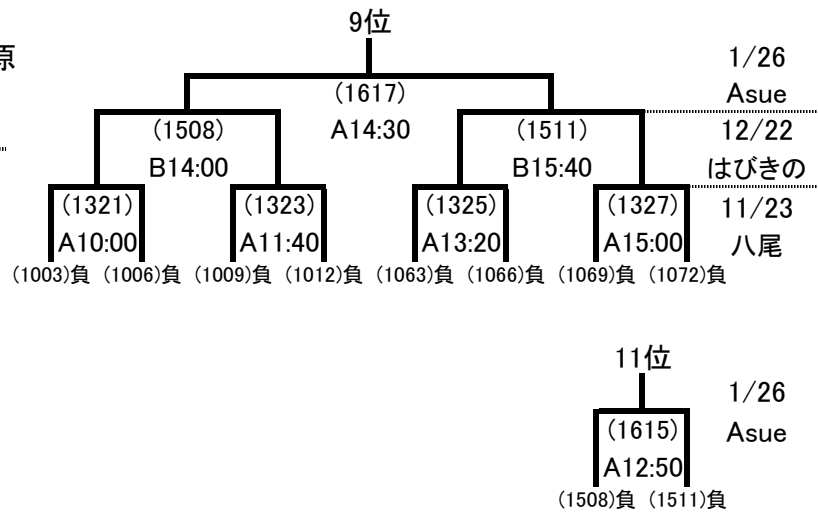 9位
原
1/26
(1617)
Asue
(1508)
A14:30
(1511)
12/22
B14:00
B15:40
はびきの
(1321)
(1323)
(1325)
(1327)
11/23
A10:00
A11:40
A13:20
A15:00
八尾
(1003)負 (1006)負 (1009)負 (1012)負 (1063)負 (1066)負 (1069)負 (1072)負
11位
1/26
(1615)
Asue
A12:50
(1508)負 (1511)負